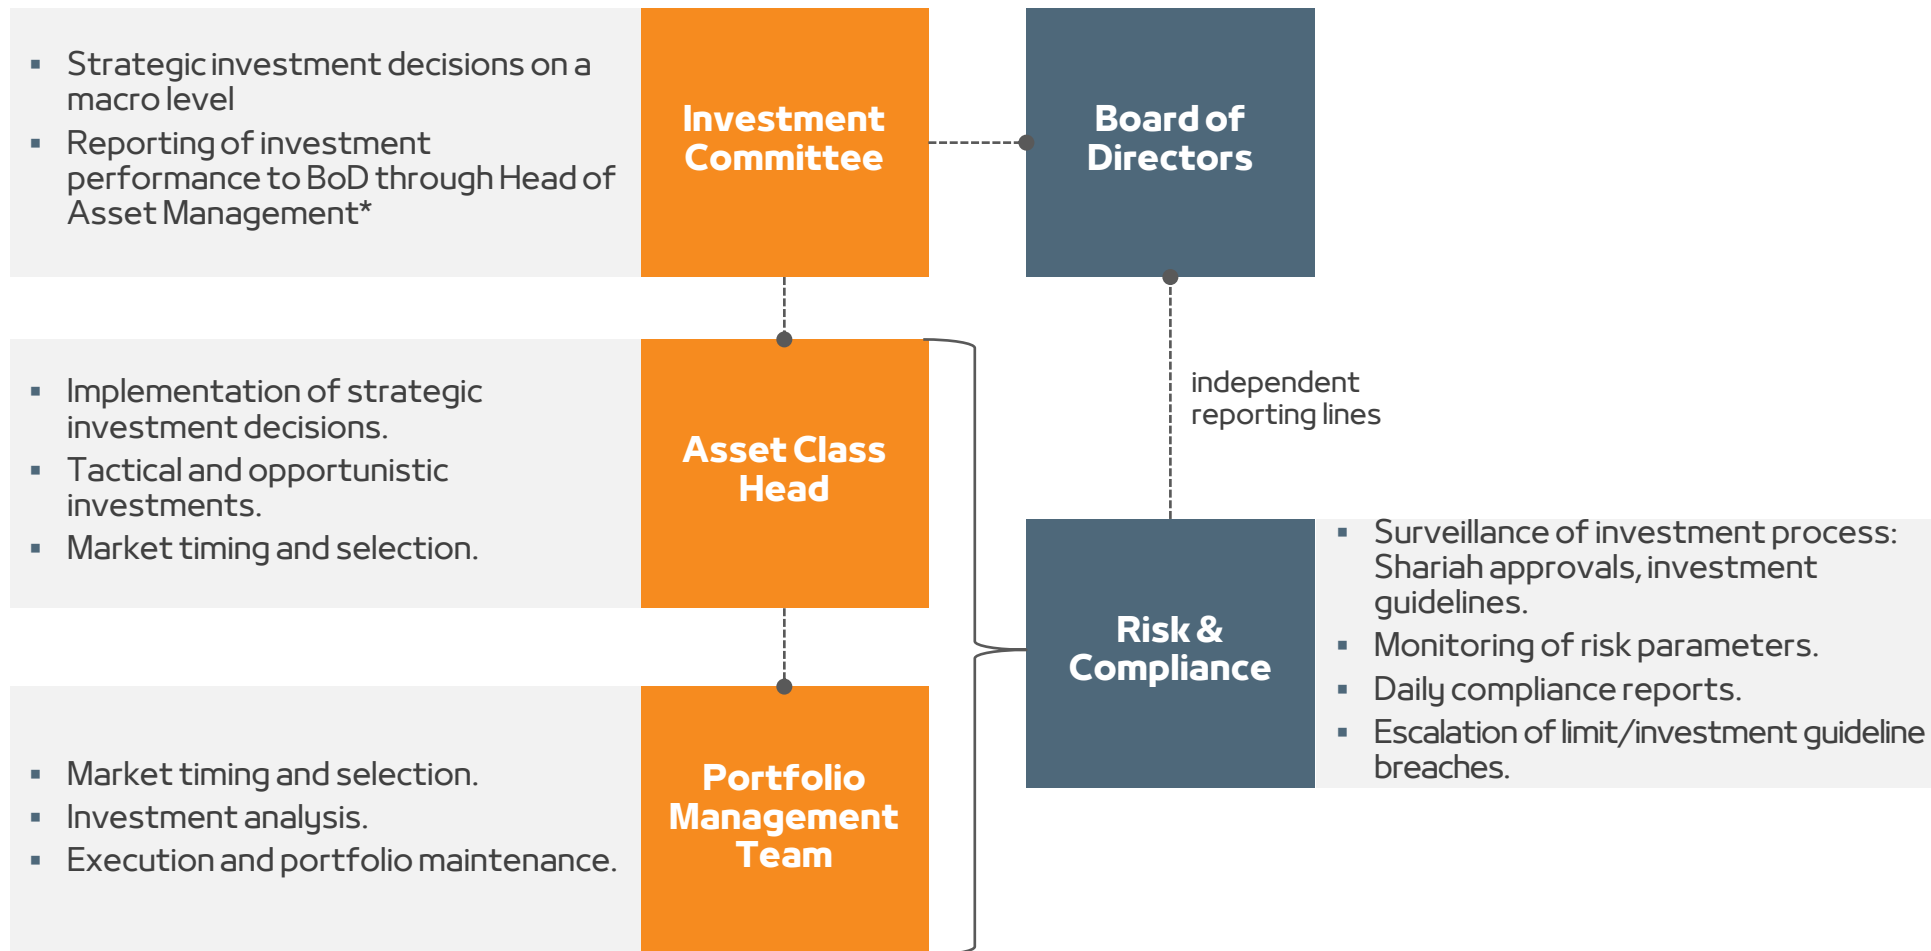 ▪ Strategic investment decisions on a
macro level
▪ Reporting of investment
performance to BoD through Head of
Asset Management*
Investment
Committee
Board of
Directors
▪ Implementation of strategic
investment decisions.
▪ Tactical and opportunistic
investments.
▪ Market timing and selection.
Asset Class
Head
independent
reporting lines
▪ Market timing and selection.
▪ Investment analysis.
▪ Execution and portfolio maintenance.
Portfolio
Management
Team
Risk &
Compliance
▪ Surveillance of investment process:
Shariah approvals, investment
guidelines.
▪ Monitoring of risk parameters.
▪ Daily compliance reports.
▪ Escalation of limit/investment guideline
breaches.